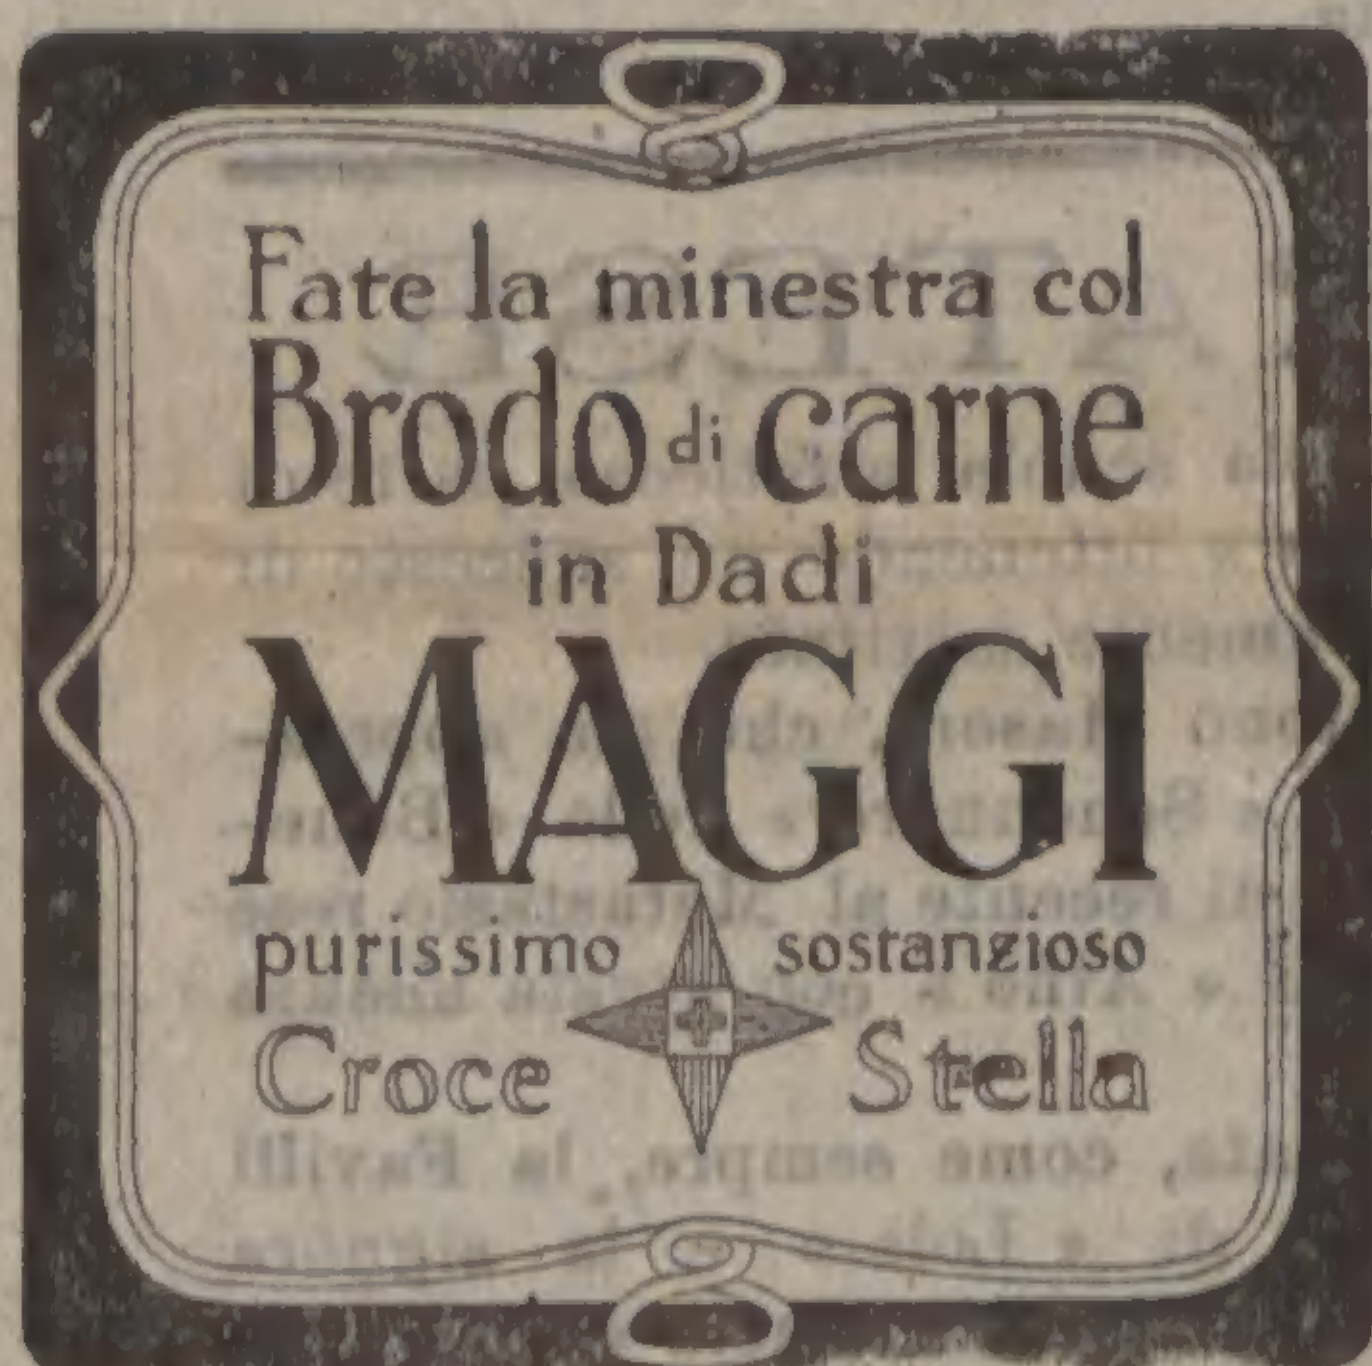 Fate la minestra col
Brodo di carne
in Dadi
MAGGI
purissimo sostanzioso
Croce Stella